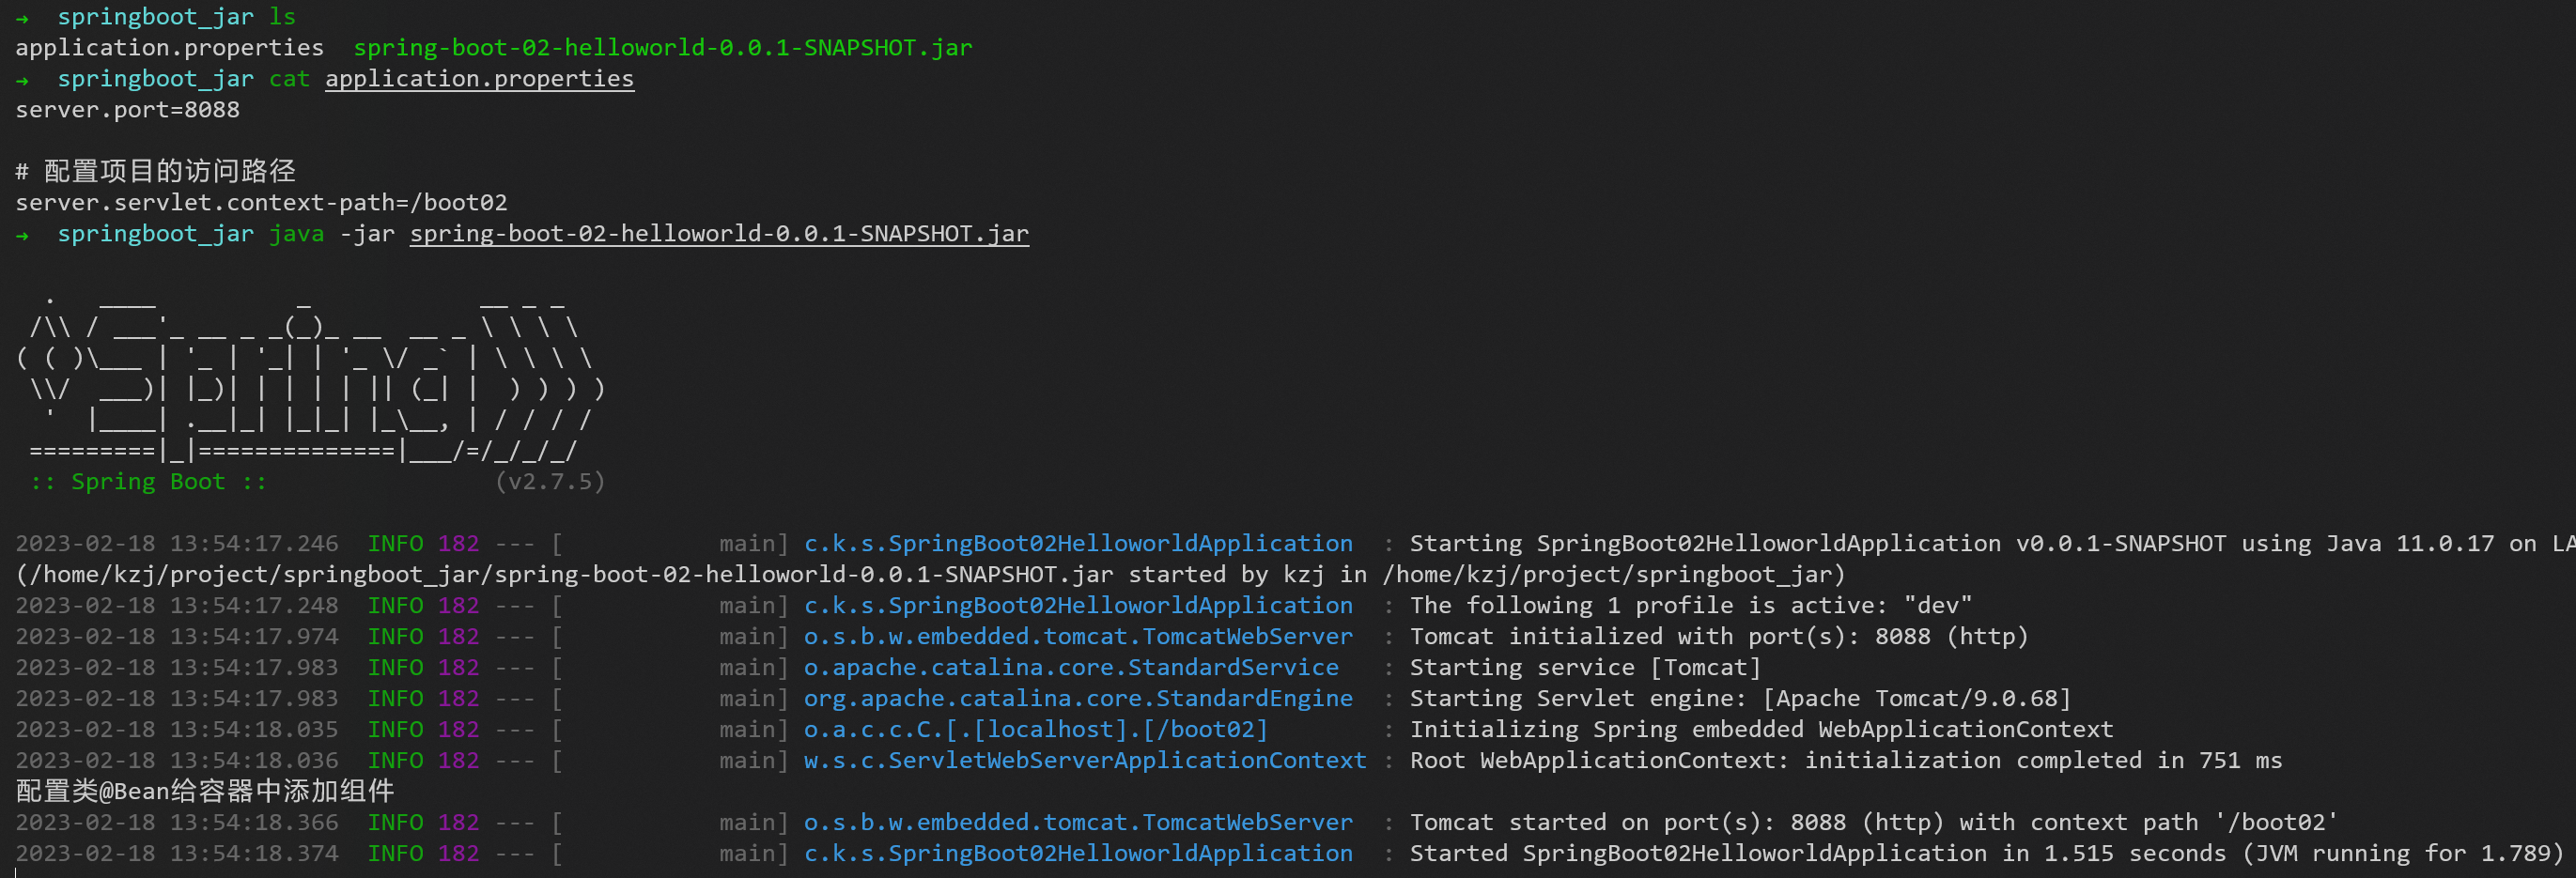 → springboot_jar ls
application.properties  spring-boot-02-helloworld-0.0.1-SNAPSHOT.jar
→ springboot_jar cat application.properties
server.port=8088
# 配置项目的访问路径
server.servlet.context-path=/boot02
→ springboot_jar java -jar spring-boot-02-helloworld-0.0.1-SNAPSHOT.jar
  .   ____          _            __ _ _
 /\\ / ___'_ __ _ _(_)_ __  __ _ \ \ \ \
( ( )\___ | '_ | '_| | '_ \/ _` | \ \ \ \
 \\/  ___)| |_)| | | | | || (_| |  ) ) ) )
  '  |____| .__|_| |_|_| |_\__, | / / / /
 =========|_|==============|___/=/_/_/_/
 :: Spring Boot ::                (v2.7.5)
2023-02-18 13:54:17.246  INFO 182 --- [           main] c.k.s.SpringBoot02HelloworldApplication  : Starting SpringBoot02HelloworldApplication v0.0.1-SNAPSHOT using Java 11.0.17 on LA
(/home/kzj/project/springboot_jar/spring-boot-02-helloworld-0.0.1-SNAPSHOT.jar started by kzj in /home/kzj/project/springboot_jar)
2023-02-18 13:54:17.248  INFO 182 --- [           main] c.k.s.SpringBoot02HelloworldApplication  : The following 1 profile is active: "dev"
2023-02-18 13:54:17.974  INFO 182 --- [           main] o.s.b.w.embedded.tomcat.TomcatWebServer  : Tomcat initialized with port(s): 8088 (http)
2023-02-18 13:54:17.983  INFO 182 --- [           main] o.apache.catalina.core.StandardService   : Starting service [Tomcat]
2023-02-18 13:54:17.983  INFO 182 --- [           main] org.apache.catalina.core.StandardEngine  : Starting Servlet engine: [Apache Tomcat/9.0.68]
2023-02-18 13:54:18.035  INFO 182 --- [           main] o.a.c.c.C.[.[localhost].[/boot02]        : Initializing Spring embedded WebApplicationContext
2023-02-18 13:54:18.036  INFO 182 --- [           main] w.s.c.ServletWebServerApplicationContext : Root WebApplicationContext: initialization completed in 751 ms
配置类@Bean给容器中添加组件
2023-02-18 13:54:18.366  INFO 182 --- [           main] o.s.b.w.embedded.tomcat.TomcatWebServer  : Tomcat started on port(s): 8088 (http) with context path '/boot02'
2023-02-18 13:54:18.374  INFO 182 --- [           main] c.k.s.SpringBoot02HelloworldApplication  : Started SpringBoot02HelloworldApplication in 1.515 seconds (JVM running for 1.789)